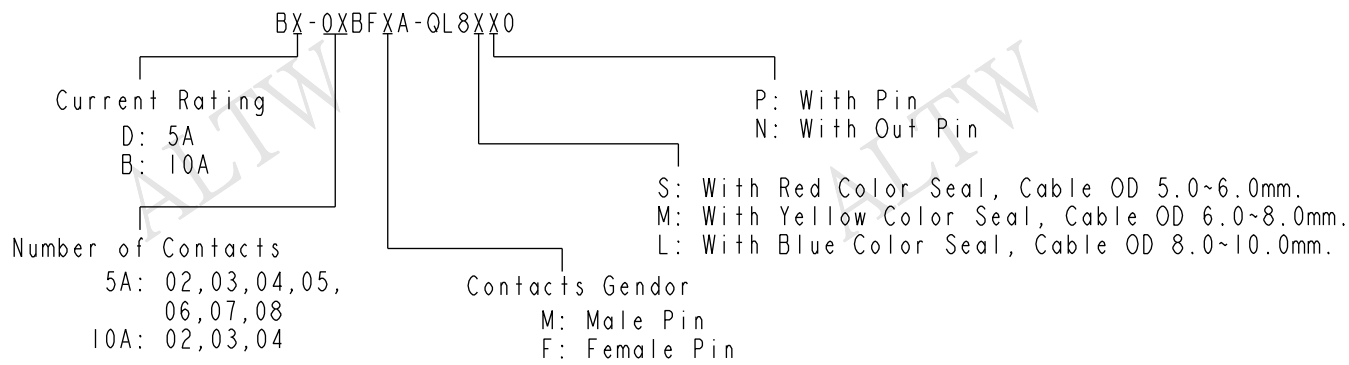 BX-0XBFXA-QL8XX0
Current Rating
D: 5A
B: 10A
Number of Contacts
5A: 02,03,04,05,
06,07,08
10A: 02,03,04
Contacts Gendor
M: Male Pin
F: Female Pin
P: With Pin
N: With Out Pin
S: With Red Color Seal, Cable OD 5.0~6.0mm.
M: With Yellow Color Seal, Cable OD 6.0~8.0mm.
L: With Blue Color Seal, Cable OD 8.0~10.0mm.
ALTW
ALTW